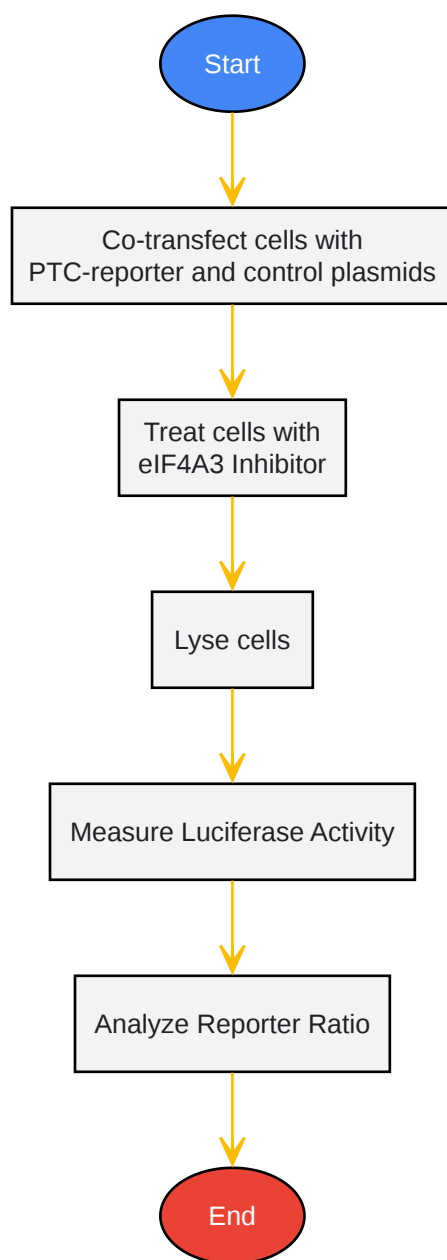 Start
Co-transfect cells with
PTC-reporter and control plasmids
Treat cells with
eIF4A3 Inhibitor
Lyse cells
Measure Luciferase Activity
Analyze Reporter Ratio
End